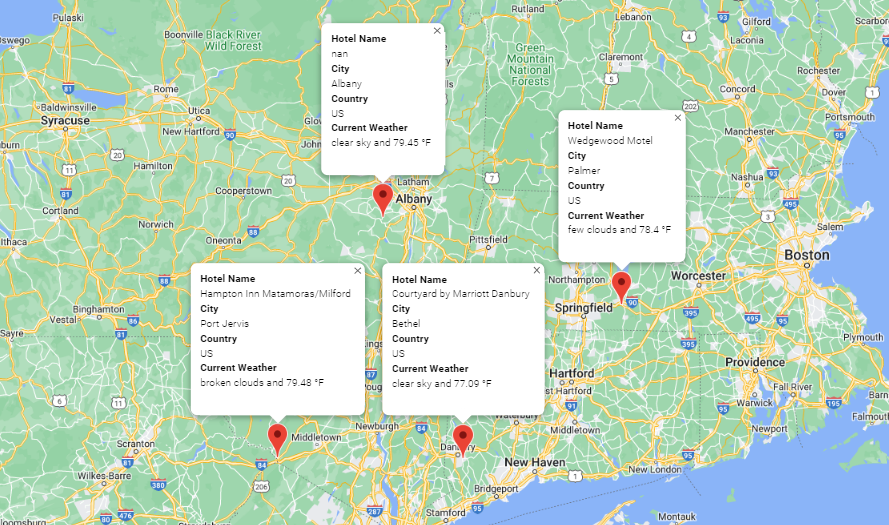 Pulaski
Boonville
Black River
Wild Forest
Rutland
Lebanon
Laconia
Gilford
Oswego
Green
Mountain
National
Forests
Claremont
Rochester
Concord
Dover
Portsmouth
Baldwinsville
Syracuse
Rome
Utica
New Hartford
Manchester
Nashua
Hamilton
Cooperstown
Latham
Albany
Cortland
Norwich
Oneonta
Ithaca
Pittsfield
Salem
Boston
Worcester
Northampton
Springfield
Binghamton
Vestal
Sayre
Plymouth
Providence
Hartford
st Hartford
Fall River
Warwick
Newport
Falmou
Middletown
Newburgh
Middletown
Waterbury
Danbury
Scranton
Wilkes-Barre
New Haven
New London
Bridgeport
Stamford
Montauk
Hotel Name
nan
City
Albany
Country
US
Current Weather
clear sky and 79.45 °F
Hotel Name
Wedgewood Motel
City
Palmer
Country
US
Current Weather
few clouds and 78.4 °F
Hotel Name
Hampton Inn Matamoras/Milford
City
Port Jervis
Country
US
Current Weather
broken clouds and 79.48 °F
Hotel Name
Courtyard by Marriott Danbury
City
Bethel
Country
US
Current Weather
clear sky and 77.09 °F